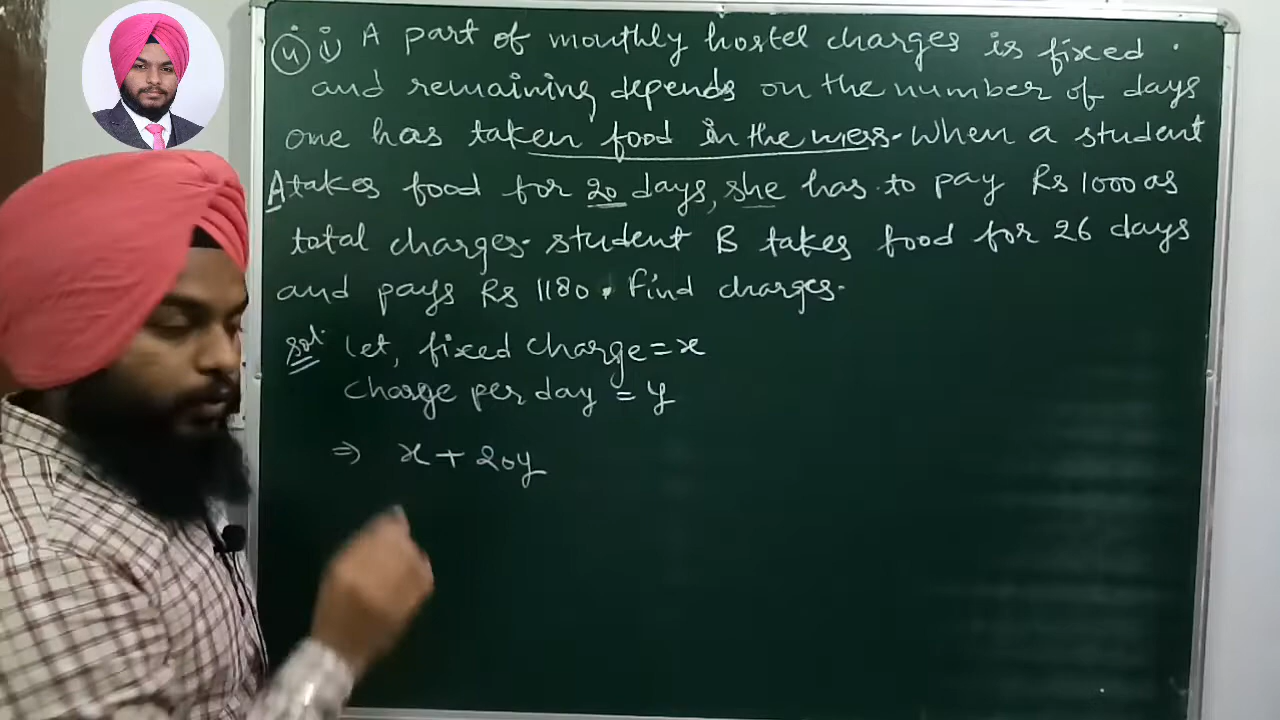 (4) (i) A part of monthly hostel charges is fixed
and remaining depends on the number of days
one has taken food in the mess. When a student
A takes food for 20 days, she has to pay Rs 1000 as
total charges. student B takes food for 26 days
and pays Rs 1180. Find charges.
Sol. Let, fixed charge = x
Charge per day = y
⇒ x + 20y